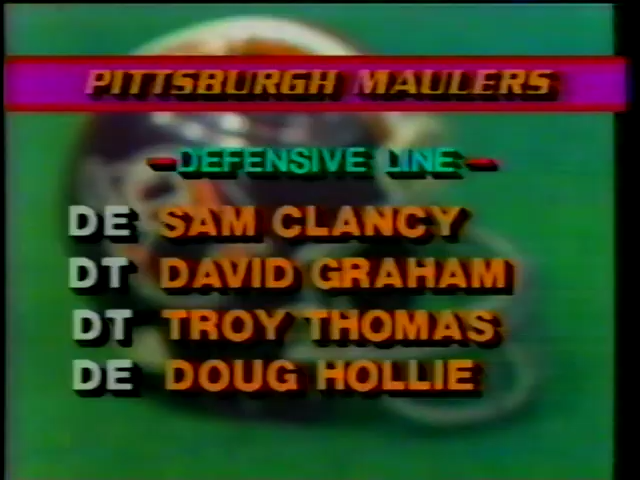 PITTSBURGH MAULERS
-DEFENSIVE LINE-
DE SAM CLANCY
DT DAVID GRAHAM
DT TROY THOMAS
DE DOUG HOLLIE